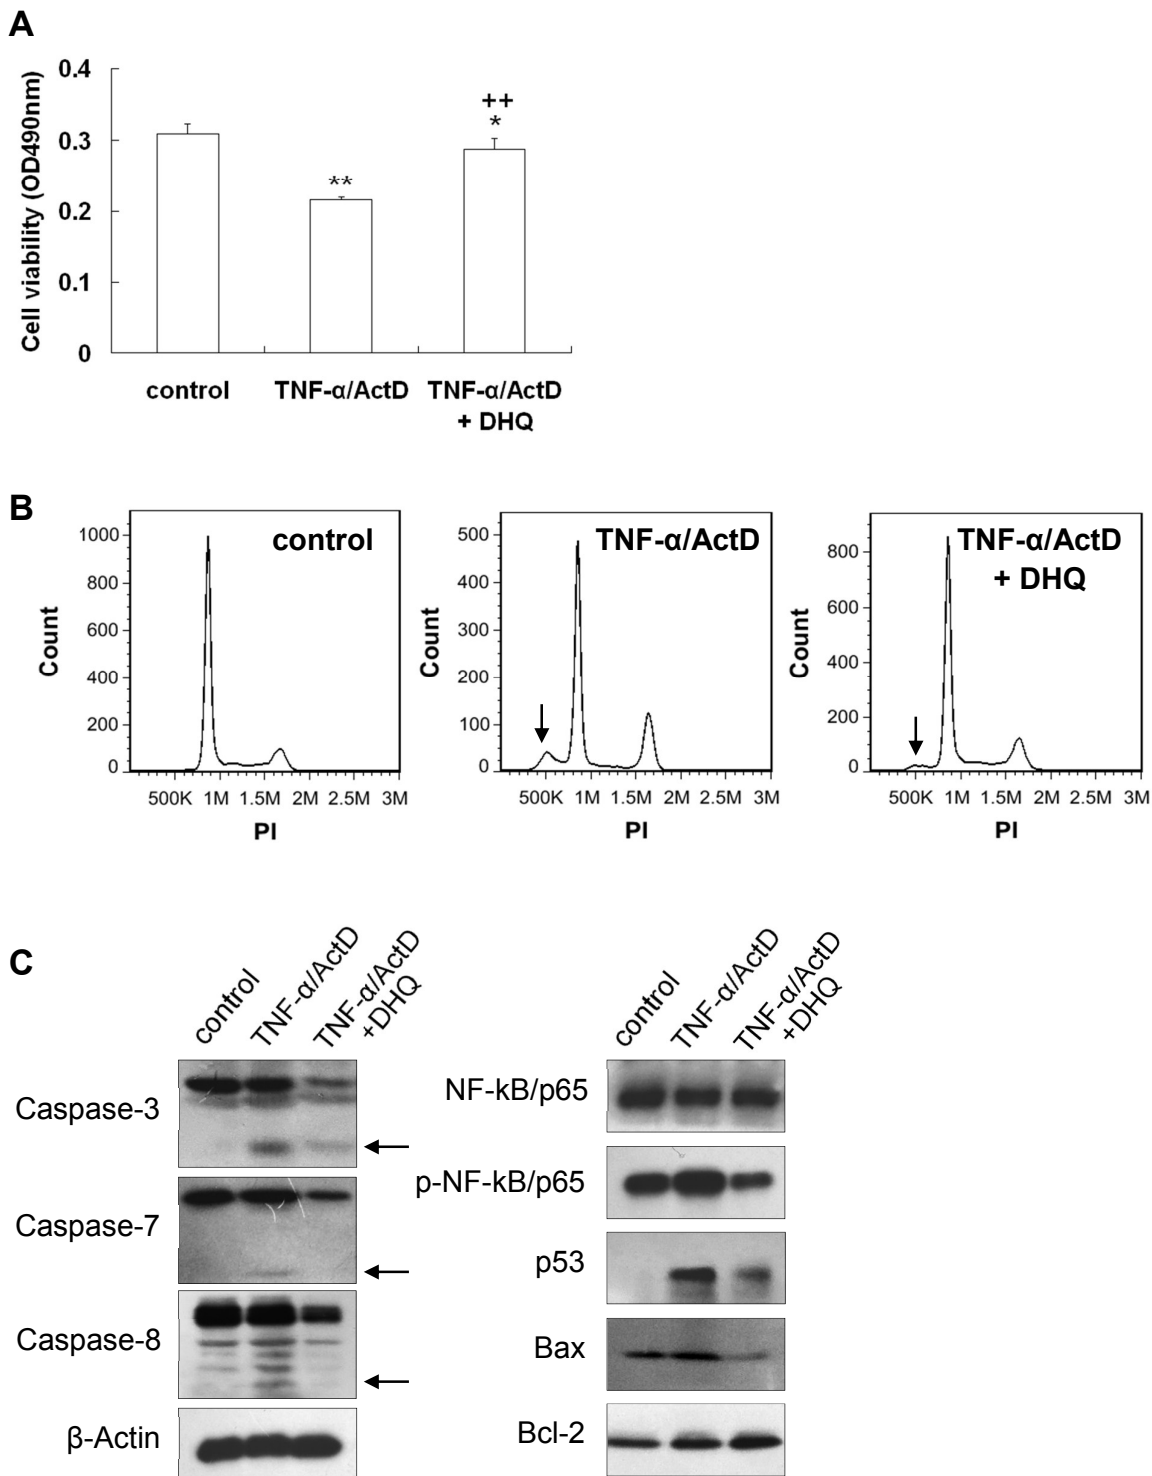 A
Cell viability (OD490nm)
0.4
0.3
0.2
0.1
0
**
++
*
control
TNF-α/ActD
TNF-α/ActD
+ DHQ
B
Count
1000
800
600
400
200
0
control
500K 1M 1.5M 2M 2.5M 3M
PI
Count
500
400
300
200
100
0
TNF-α/ActD
500K 1M 1.5M 2M 2.5M 3M
PI
Count
800
600
400
200
0
TNF-α/ActD
+ DHQ
500K 1M 1.5M 2M 2.5M 3M
PI
C
control
TNF-α/ActD
TNF-α/ActD
+DHQ
Caspase-3
Caspase-7
Caspase-8
β-Actin
control
TNF-α/ActD
TNF-α/ActD
+DHQ
NF-kB/p65
p-NF-kB/p65
p53
Bax
Bcl-2